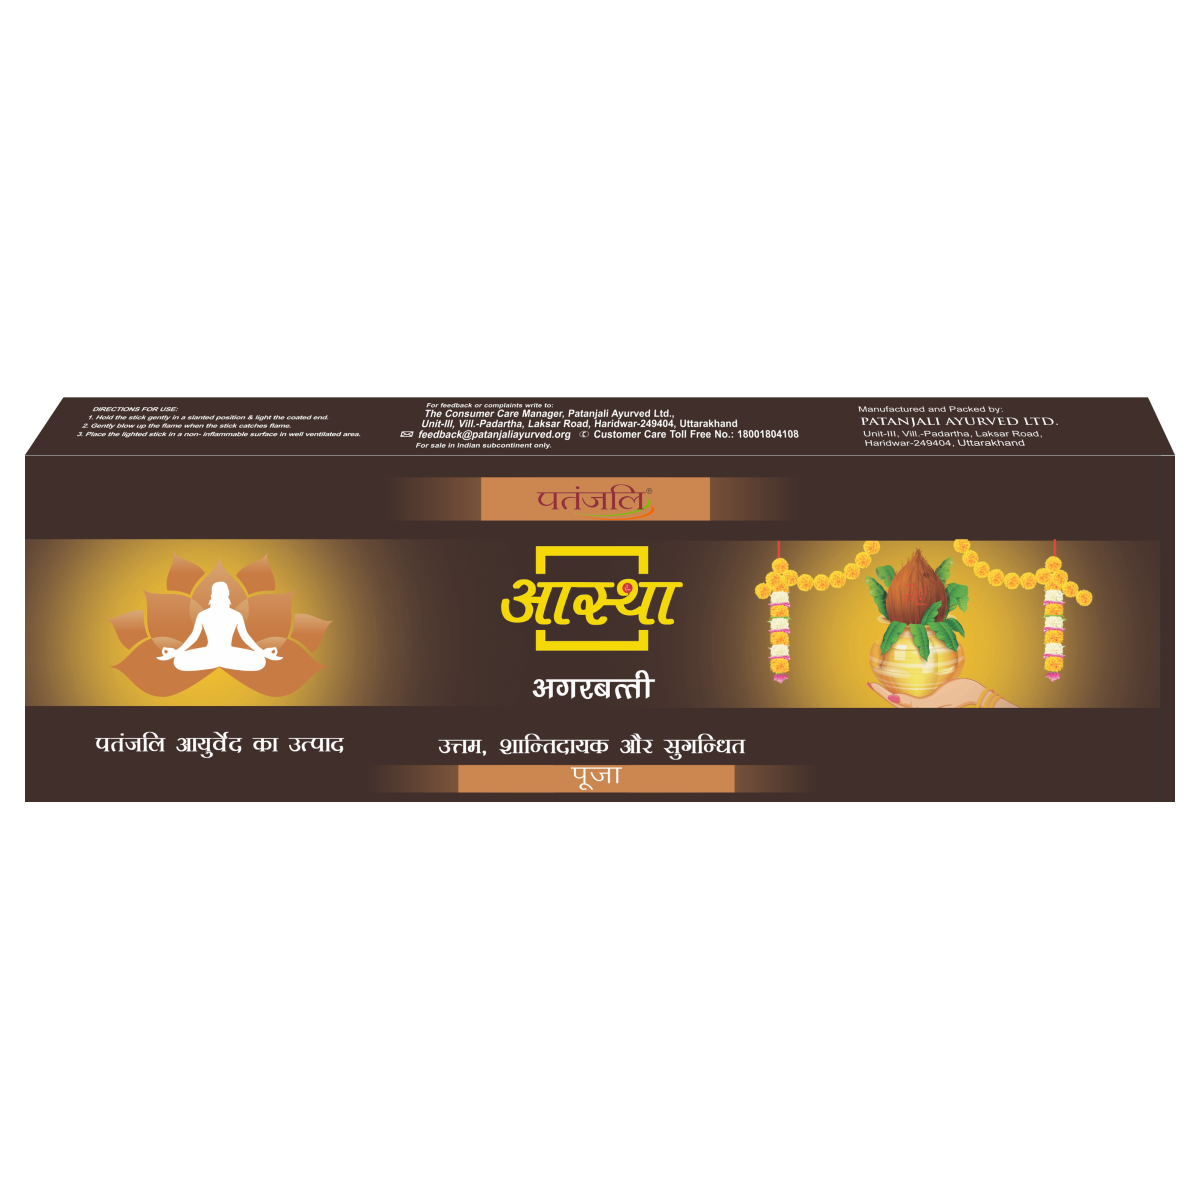 DIRECTIONS FOR USE:
1. Hold the stick gently in a slanted position & light the coated end.
2. Gently blow up the flame when the stick catches flame.
3. Place the lighted stick in a non- inflammable surface in well ventilated area.
For feedback or complaints write to:
The Consumer Care Manager, Patanjali Ayurved Ltd.,
Unit-III, Vill.-Padartha, Laksar Road, Haridwar-249404, Uttarakhand
feedback@patanjaliayurved.org Customer Care Toll Free No.: 18001804108
For sale in Indian subcontinent only.
Manufactured and Packed by:
PATANJALI AYURVED LTD.
Unit-III, Vill.-Padartha, Laksar Road,
Haridwar-249404, Uttarakhand
पतंजलि®
आस्था
अगरबत्ती
पतंजलि आयुर्वेद का उत्पाद
उत्तम, शान्तिदायक और सुगन्धित
पूजा